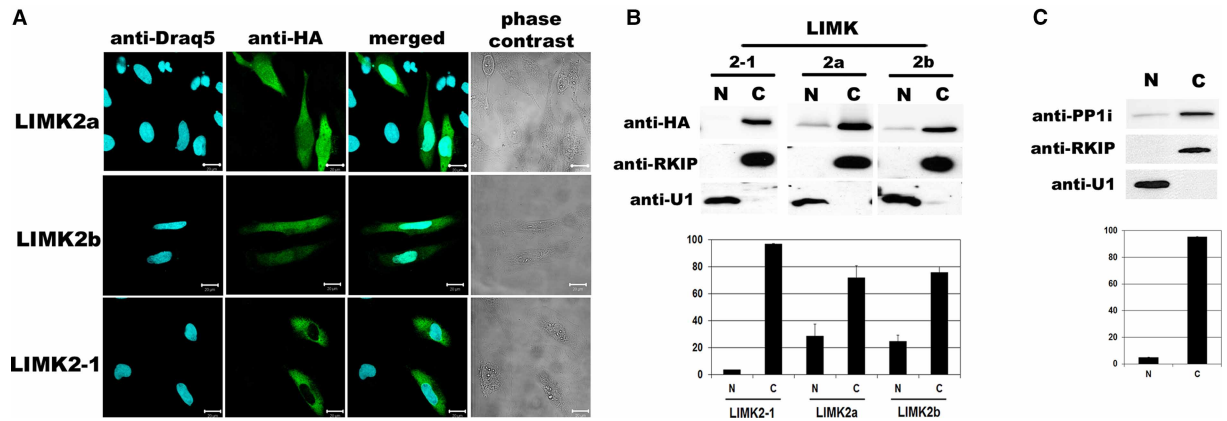 A
anti-Draq5 anti-HA merged phase contrast
LIMK2a
LIMK2b
LIMK2-1
20 µm
B
LIMK
2-1 2a 2b
N C N C N C
anti-HA
anti-RKIP
anti-U1
100
80
60
40
20
0
N C N C N C
LIMK2-1 LIMK2a LIMK2b
C
N C
anti-PP1i
anti-RKIP
anti-U1
100
80
60
40
20
0
N C